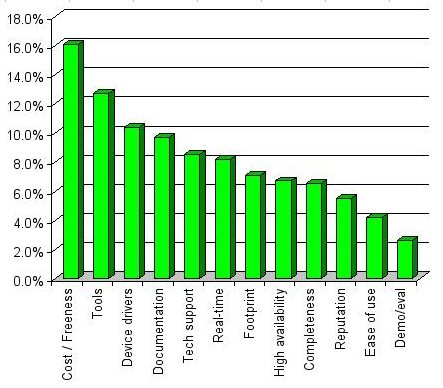 18.0%
16.0%
14.0%
12.0%
10.0%
8.0%
6.0%
4.0%
2.0%
0.0%
Cost / Freeness
Tools
Device drivers
Documentation
Tech support
Real-time
Footprint
High availability
Completeness
Reputation
Ease of use
Demo/eval